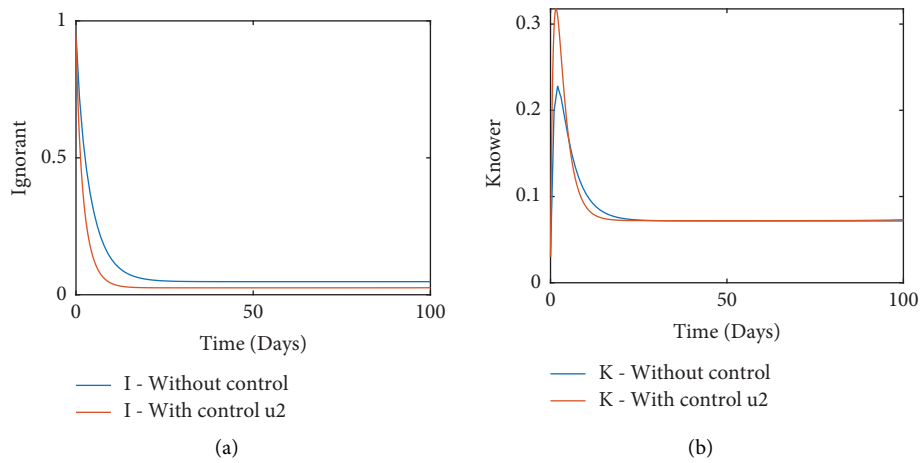 1
0.5
0
Ignorant
0
50
100
Time (Days)
I - Without control
I - With control u2
(a)
0.3
0.2
0.1
0
Knower
0
50
100
Time (Days)
K - Without control
K - With control u2
(b)